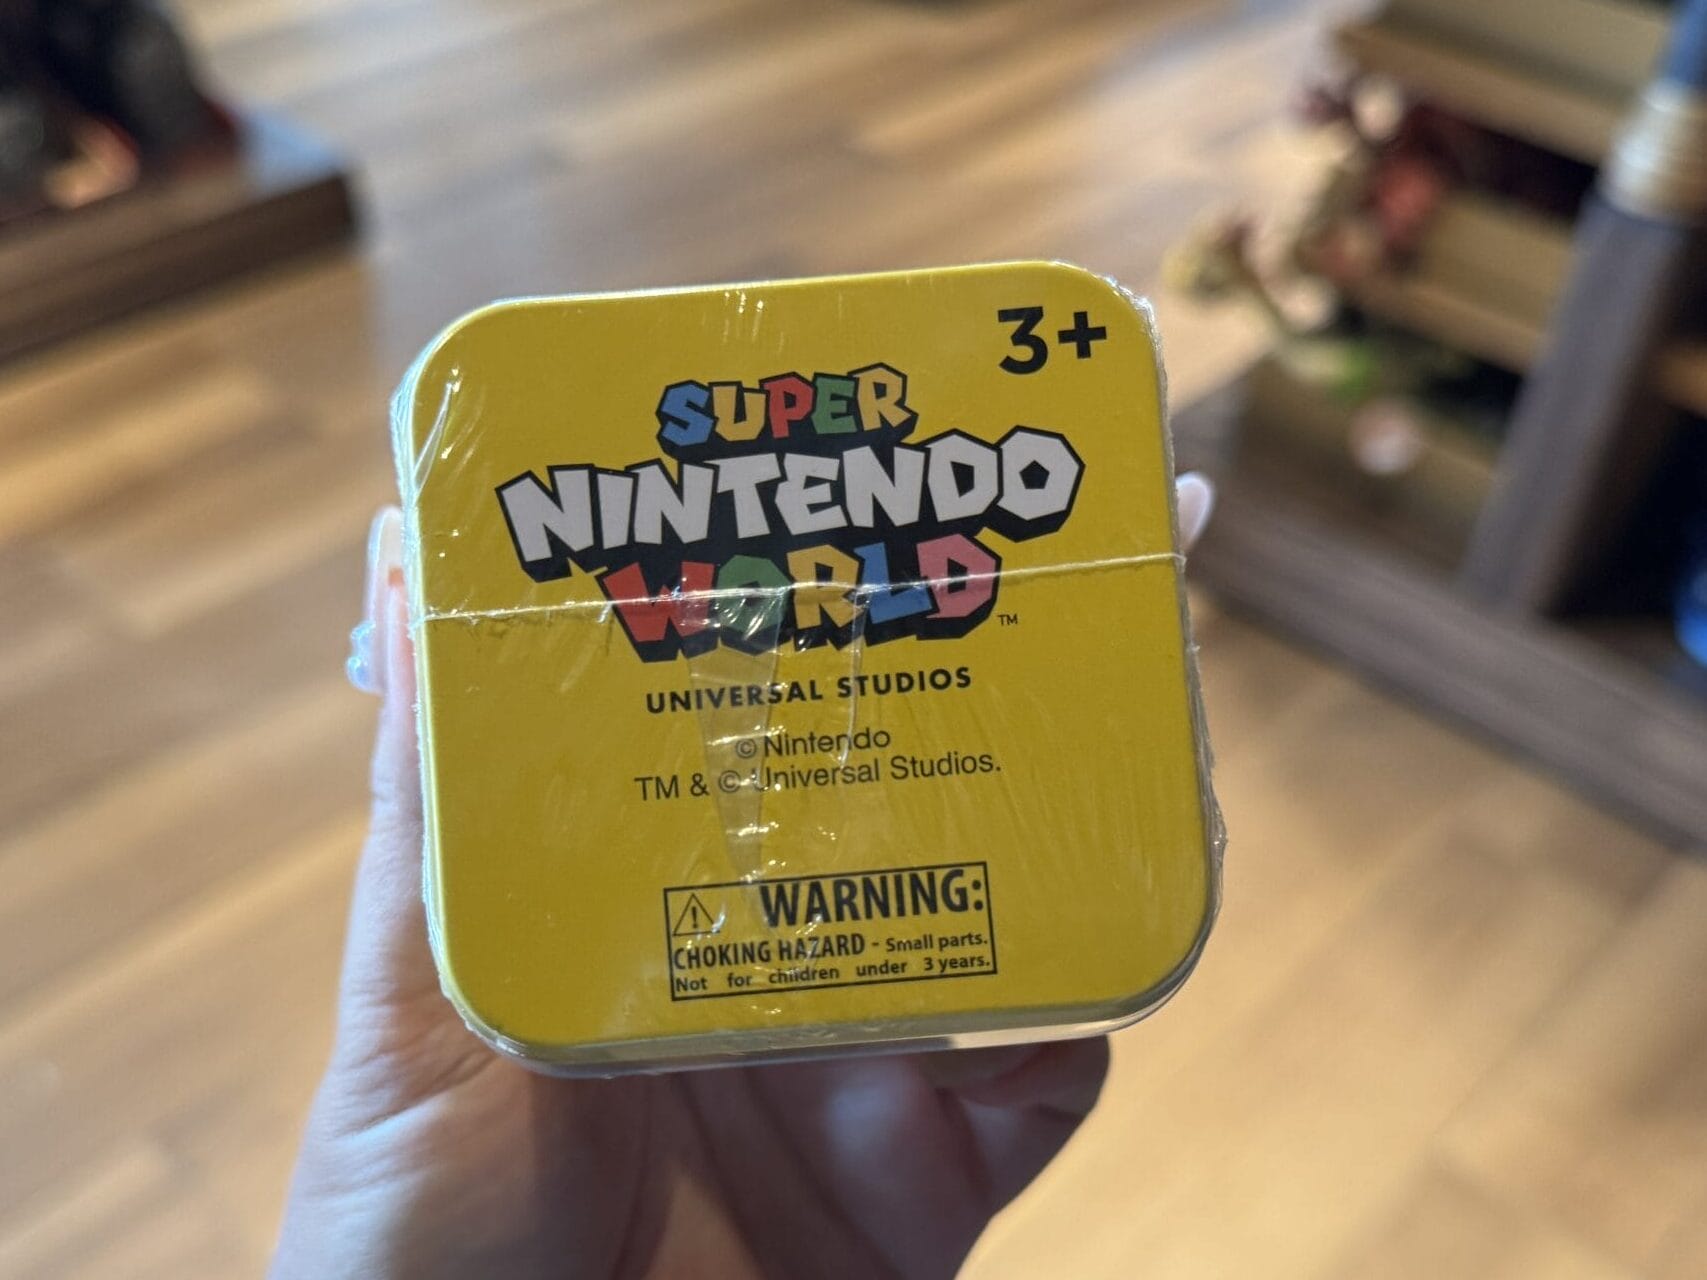 3+
SUPER
NINTENDO
WORLD
™
UNIVERSAL STUDIOS
© Nintendo
TM & © Universal Studios.
WARNING:
CHOKING HAZARD - Small parts.
Not for children under 3 years.